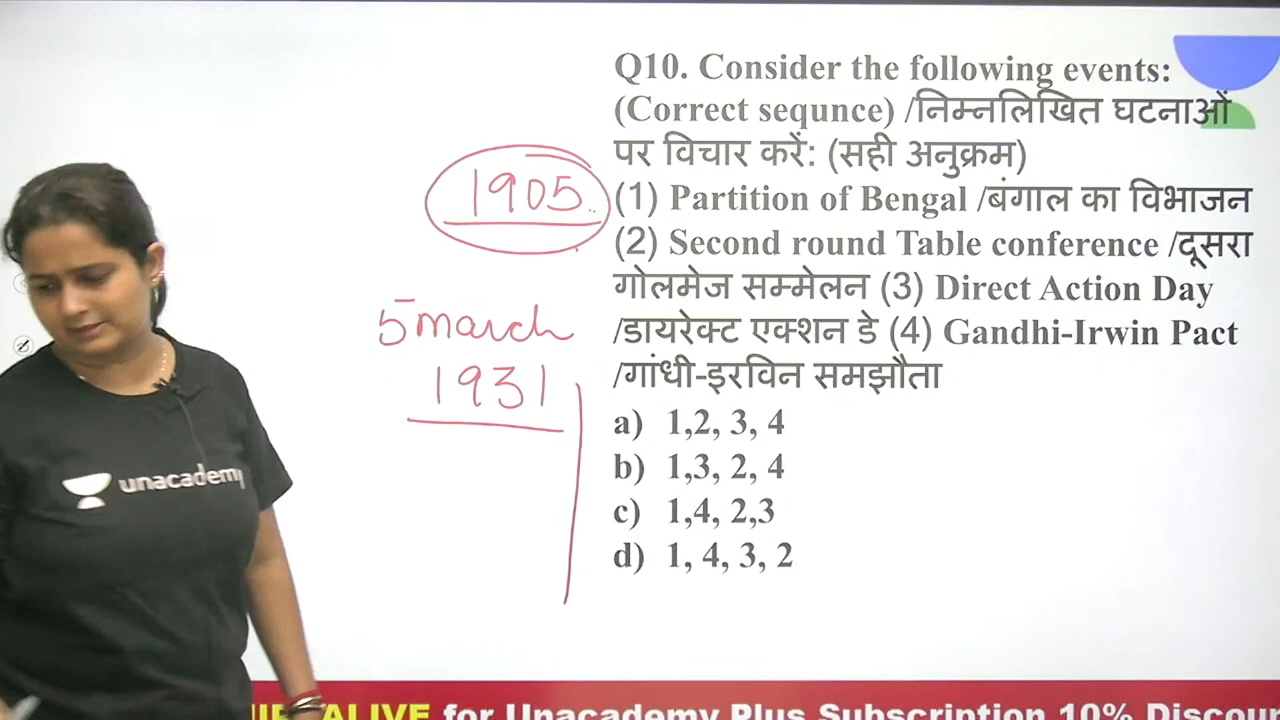 Q10. Consider the following events:
(Correct sequnce) /निम्नलिखित घटनाओं
पर विचार करें: (सही अनुक्रम)
(1) Partition of Bengal /बंगाल का विभाजन
(2) Second round Table conference /दूसरा
गोलमेज सम्मेलन (3) Direct Action Day
/डायरेक्ट एक्शन डे (4) Gandhi-Irwin Pact
/गांधी-इरविन समझौता
a) 1,2, 3, 4
b) 1,3, 2, 4
c) 1,4, 2,3
d) 1, 4, 3, 2
1905
5 march
1931
unacademy
ALIVE for Unacademy Plus Subscription 10%